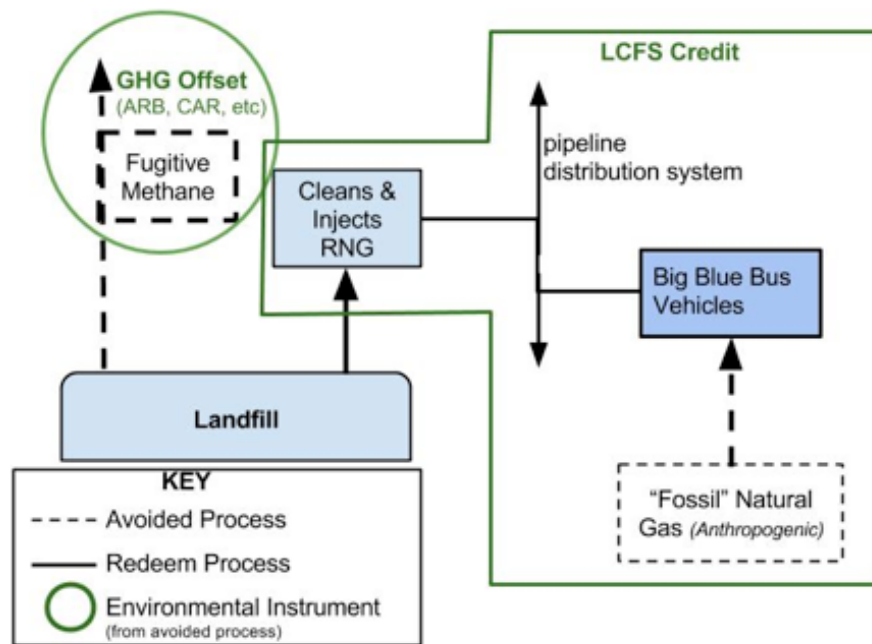 GHG Offset
(ARB, CAR, etc)
Fugitive
Methane
LCFS Credit
pipeline
distribution system
Cleans &
Injects
RNG
Big Blue Bus
Vehicles
Landfill
“Fossil” Natural
Gas (Anthropogenic)
KEY
Avoided Process
Redeem Process
Environmental Instrument
(from avoided process)